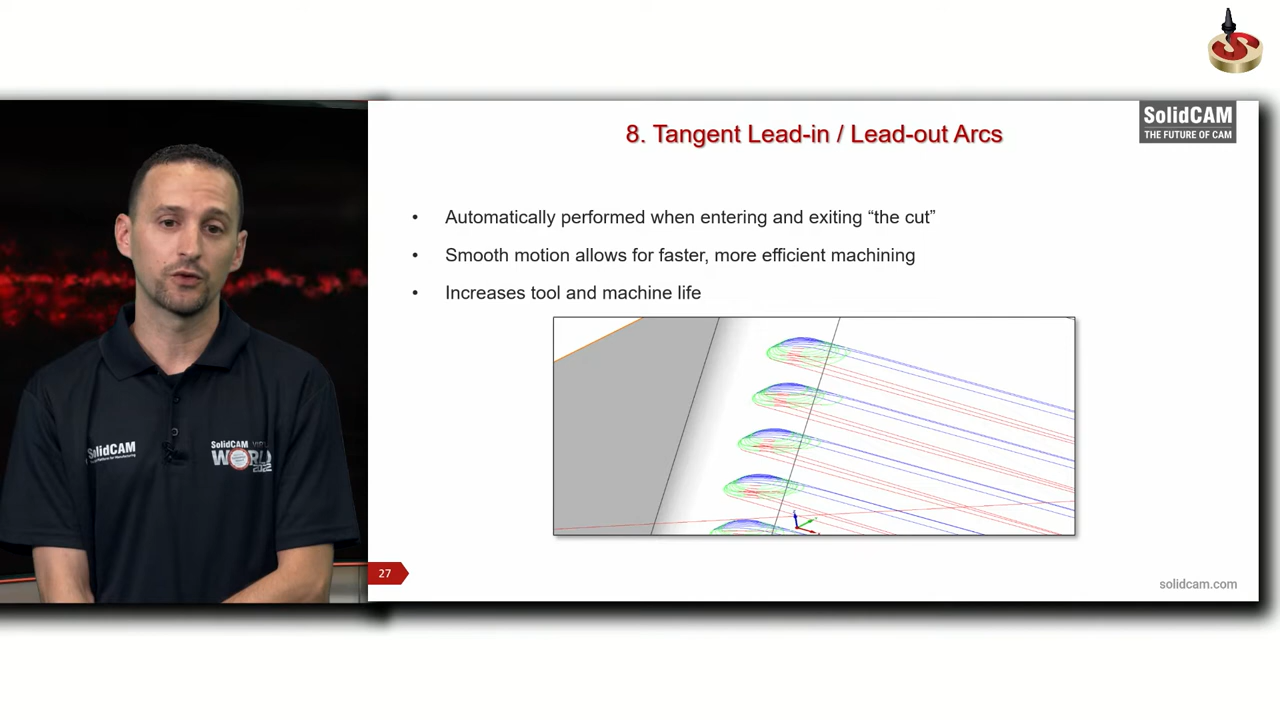 SolidCAM
THE FUTURE OF CAM
8. Tangent Lead-in / Lead-out Arcs
• Automatically performed when entering and exiting “the cut”
• Smooth motion allows for faster, more efficient machining
• Increases tool and machine life
SolidCAM
SolidCAM
WORLD
2022
27
solidcam.com